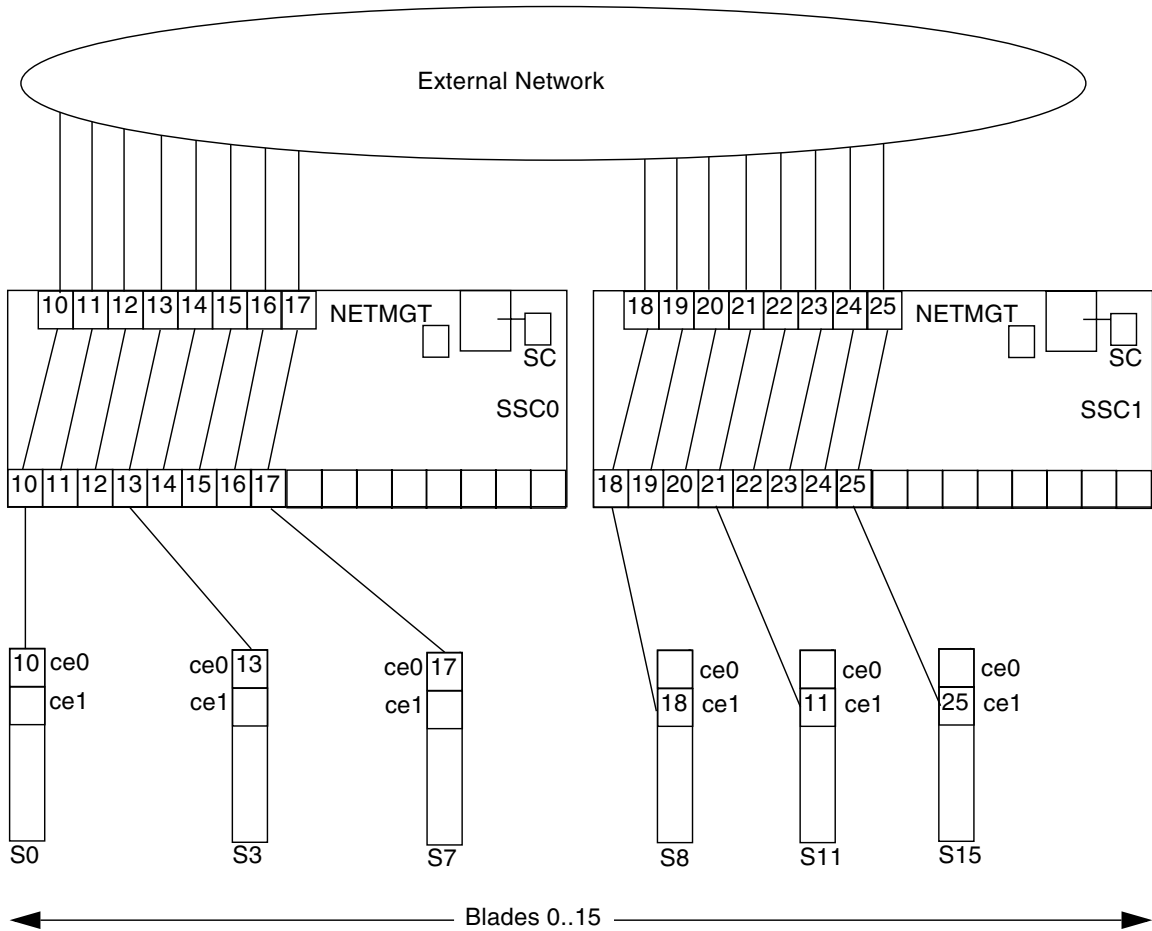 External Network
10 11 12 13 14 15 16 17 NETMGT
SC
SSC0
10 11 12 13 14 15 16 17
18 19 20 21 22 23 24 25 NETMGT
SC
SSC1
18 19 20 21 22 23 24 25
10 ce0
ce1
S0
ce0 13
ce1
S3
ce0 17
ce1
S7
ce0
18 ce1
S8
ce0
11 ce1
S11
ce0
25 ce1
S15
Blades 0..15